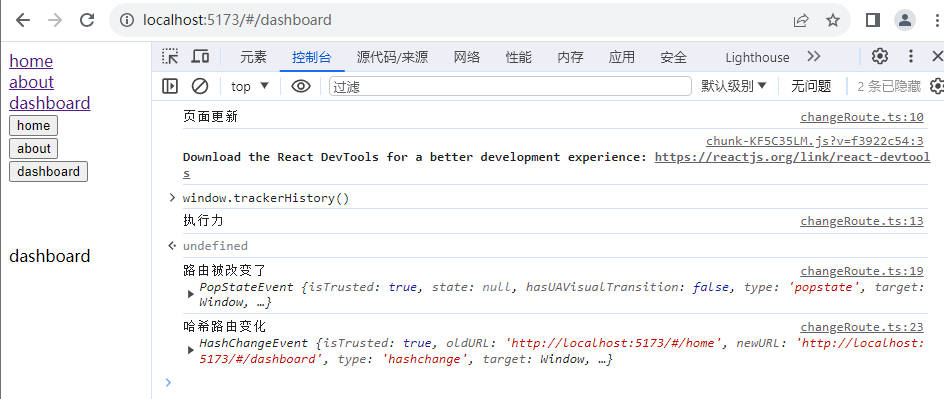 localhost:5173/#/dashboard
home
about
dashboard
home
about
dashboard
dashboard
元素 控制台 源代码/来源 网络 性能 内存 应用 安全 Lighthouse
top 过滤 默认级别 无问题 2 条已隐藏
页面更新 changeRoute.ts:10
chunk-KF5C35LM.js?v=f3922c54:3
Download the React DevTools for a better development experience: https://reactjs.org/link/react-devtool
s
window.trackerHistory()
执行力 changeRoute.ts:13
undefined
路由被改变了 changeRoute.ts:19
PopStateEvent {isTrusted: true, state: null, hasUAVisualTransition: false, type: 'popstate', target:
Window, …}
哈希路由变化 changeRoute.ts:23
HashChangeEvent {isTrusted: true, oldURL: 'http://localhost:5173/#/home', newURL: 'http://localhost:
5173/#/dashboard', type: 'hashchange', target: Window, …}